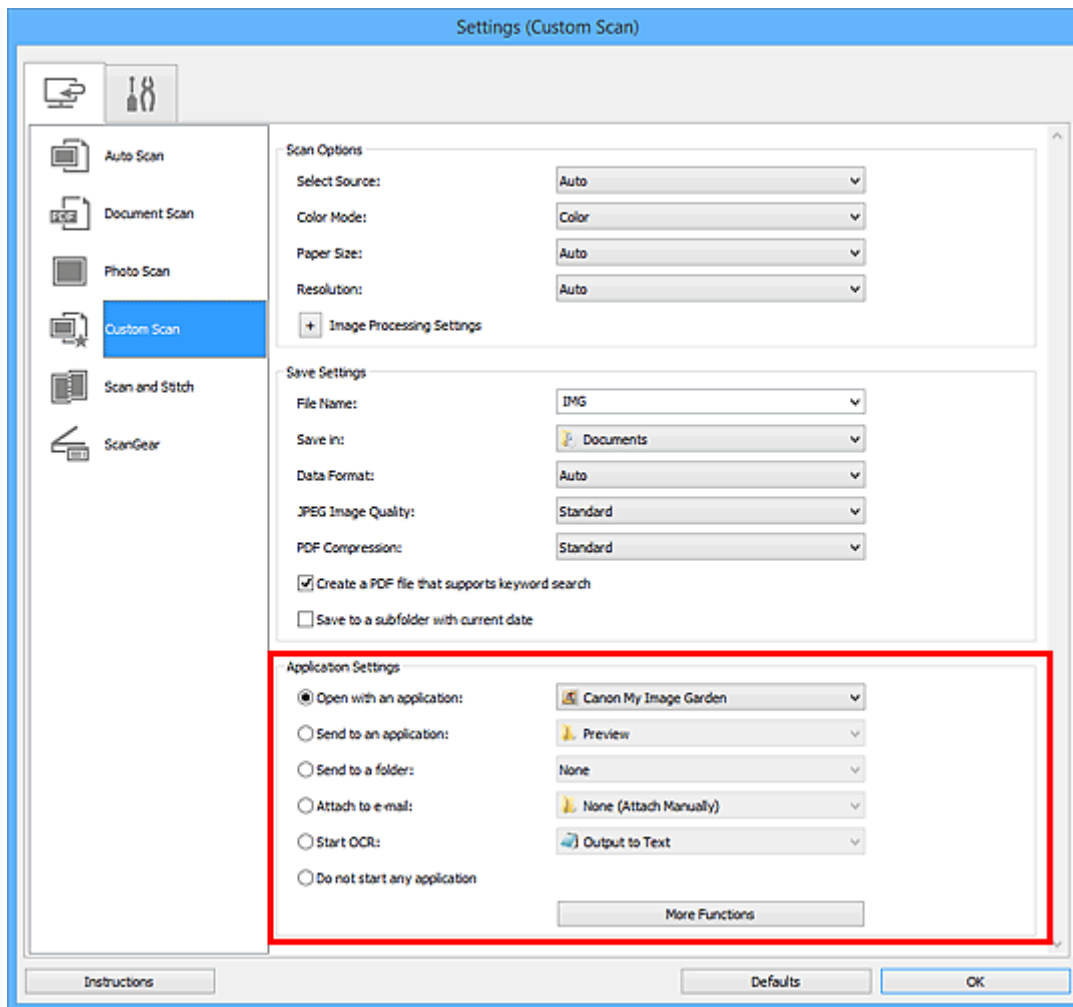 Settings (Custom Scan)
Auto Scan
PDF
Document Scan
Photo Scan
Custom Scan
Scan and Stitch
ScanGear
Scan Options
Select Source: Auto
Color Mode: Color
Paper Size: Auto
Resolution: Auto
+ Image Processing Settings
Save Settings
File Name: IMG
Save in: Documents
Data Format: Auto
JPEG Image Quality: Standard
PDF Compression: Standard
Create a PDF file that supports keyword search
Save to a subfolder with current date
Application Settings
Open with an application: Canon My Image Garden
Send to an application: Preview
Send to a folder: None
Attach to e-mail: None (Attach Manually)
Start OCR: Output to Text
Do not start any application
More Functions
Instructions Defaults OK